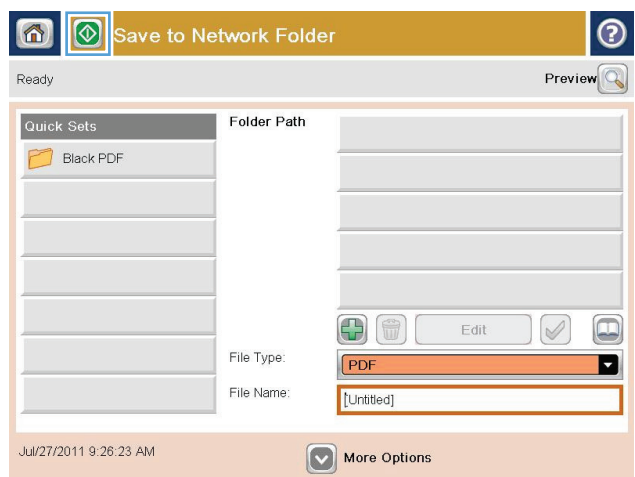 Save to Network Folder
Ready
Preview
Quick Sets
Black PDF
Folder Path
Edit
File Type:
PDF
File Name:
[Untitled]
Jul/27/2011 9:26:23 AM
More Options